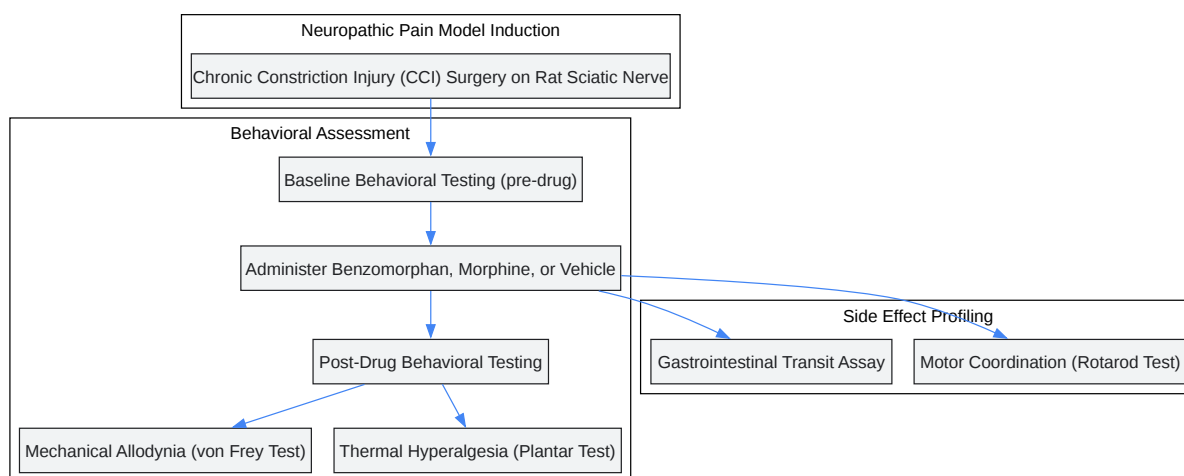 Neuropathic Pain Model Induction
Chronic Constriction Injury (CCI) Surgery on Rat Sciatic Nerve
Behavioral Assessment
Baseline Behavioral Testing (pre-drug)
Administer Benzomorphan, Morphine, or Vehicle
Post-Drug Behavioral Testing
Mechanical Allodynia (von Frey Test)
Thermal Hyperalgesia (Plantar Test)
Side Effect Profiling
Gastrointestinal Transit Assay
Motor Coordination (Rotarod Test)